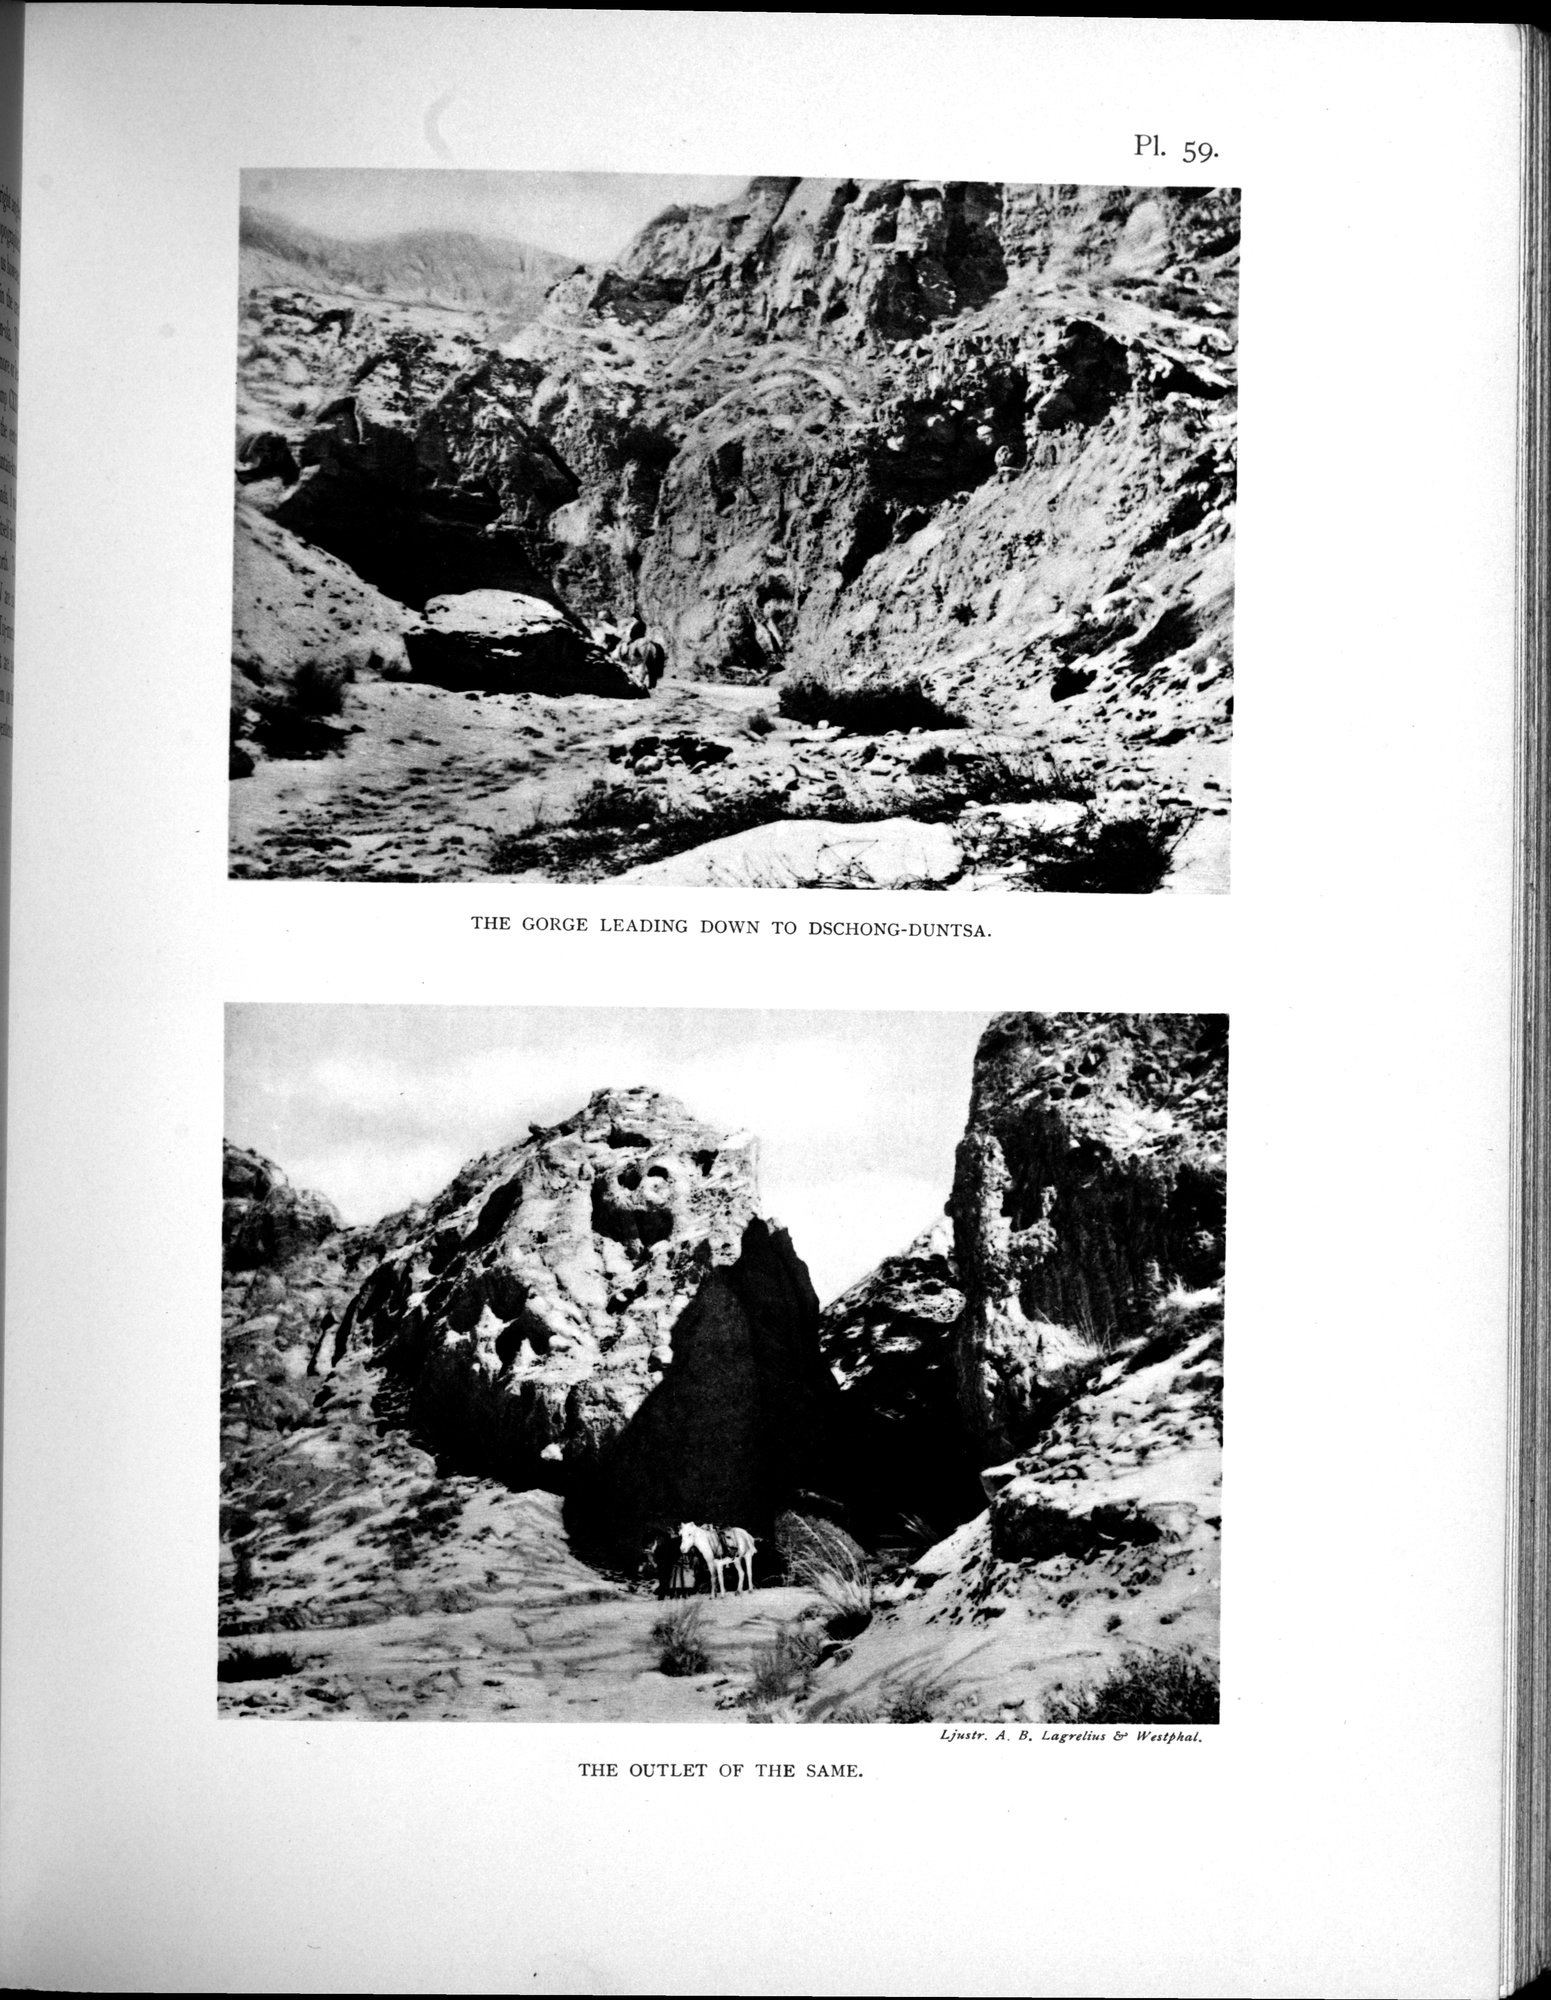 Pl. 59.
THE GORGE LEADING DOWN TO DSCHONG-DUNTSA.
Ljustr. A. B. Lagrelius & Westphal.
THE OUTLET OF THE SAME.